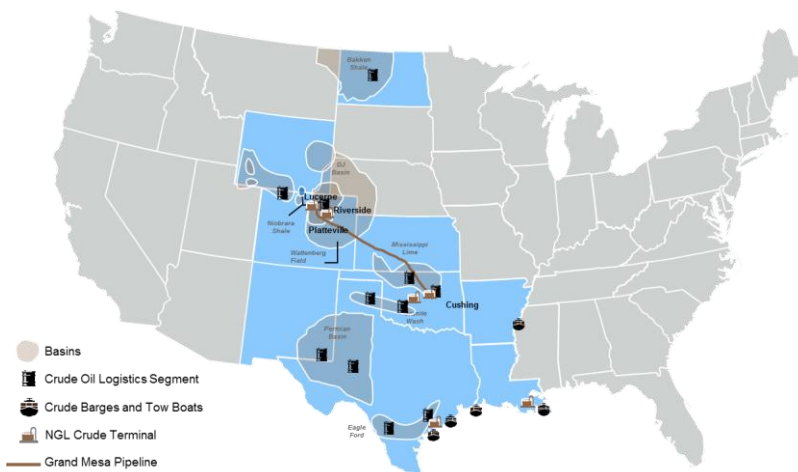 Bakken
Shale
DJ
Basin
Lucerne
Riverside
Niobrara
Shale
Platteville
Wattenberg
Field
Mississippi
Lime
Cushing
Wash
Permian
Basin
Eagle
Ford
Basins
Crude Oil Logistics Segment
Crude Barges and Tow Boats
NGL Crude Terminal
Grand Mesa Pipeline